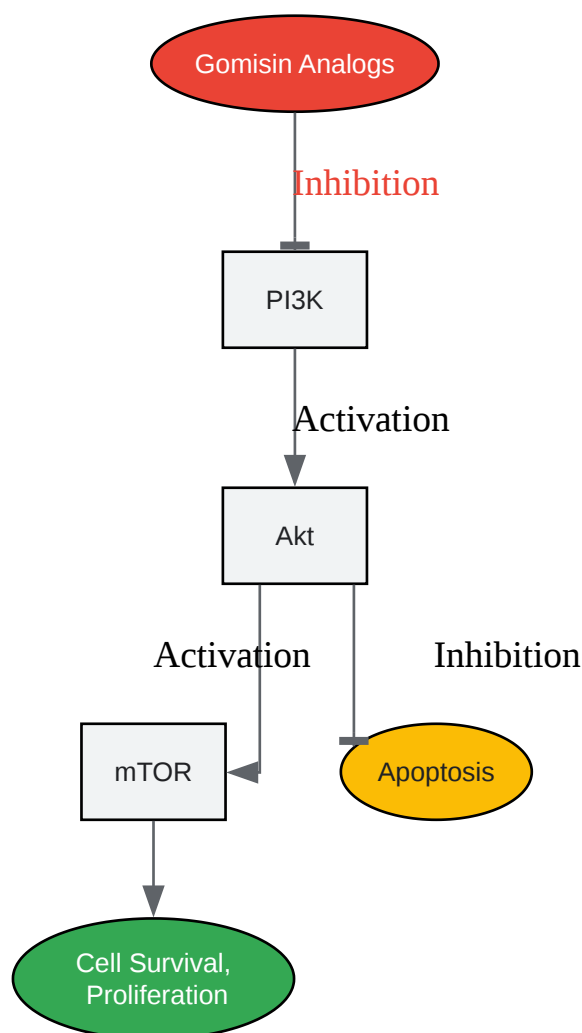 Gomisin Analogs
Inhibition
PI3K
Activation
Akt
Activation
Inhibition
mTOR
Apoptosis
Cell Survival,
Proliferation